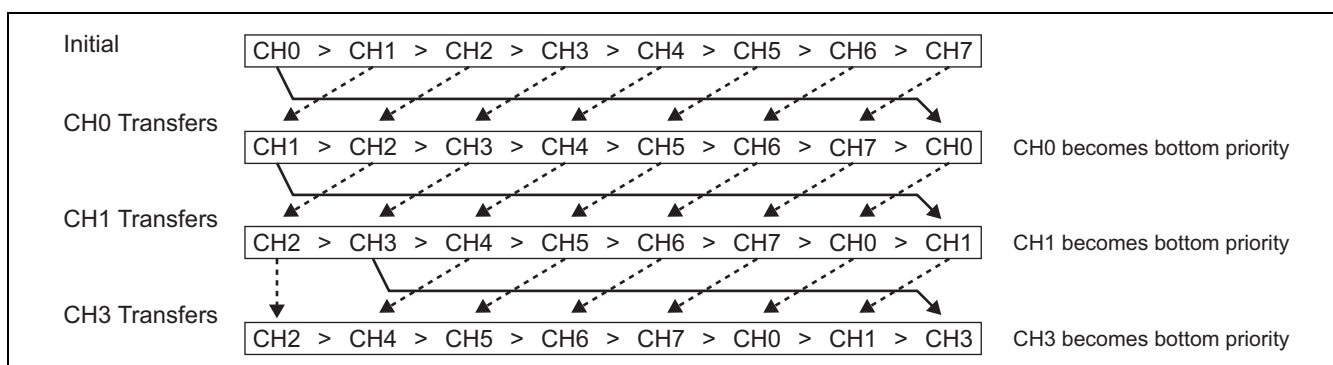 Initial
CH0 > CH1 > CH2 > CH3 > CH4 > CH5 > CH6 > CH7
CH0 Transfers
CH1 > CH2 > CH3 > CH4 > CH5 > CH6 > CH7 > CH0
CH0 becomes bottom priority
CH1 Transfers
CH2 > CH3 > CH4 > CH5 > CH6 > CH7 > CH0 > CH1
CH1 becomes bottom priority
CH3 Transfers
CH2 > CH4 > CH5 > CH6 > CH7 > CH0 > CH1 > CH3
CH3 becomes bottom priority